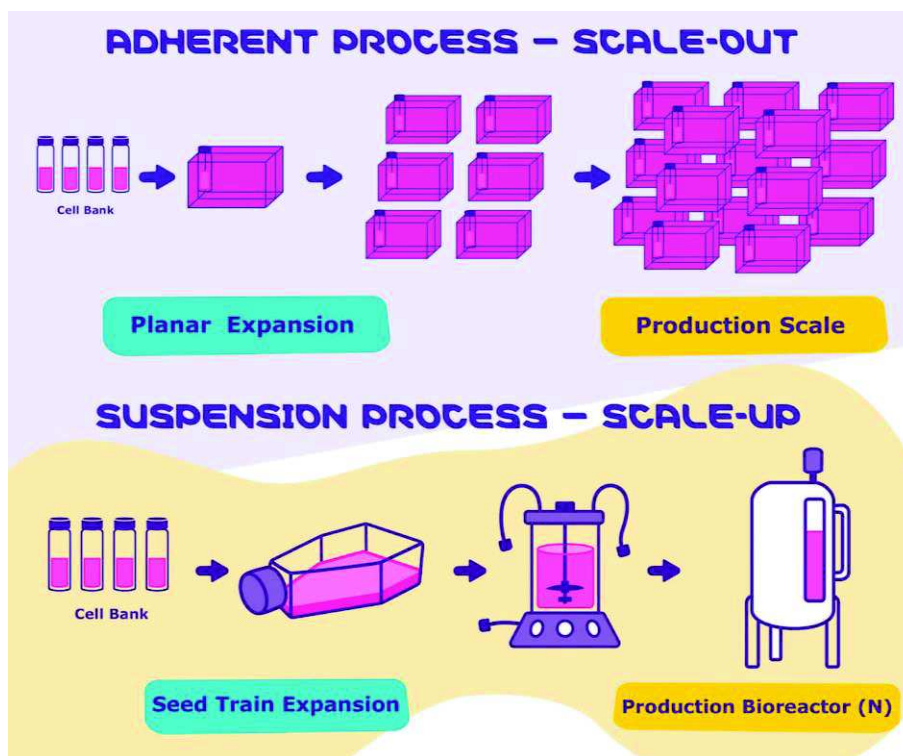 ADHERENT PROCESS – SCALE-OUT
Cell Bank
Planar Expansion
Production Scale
SUSPENSION PROCESS – SCALE-UP
Cell Bank
Seed Train Expansion
Production Bioreactor (N)